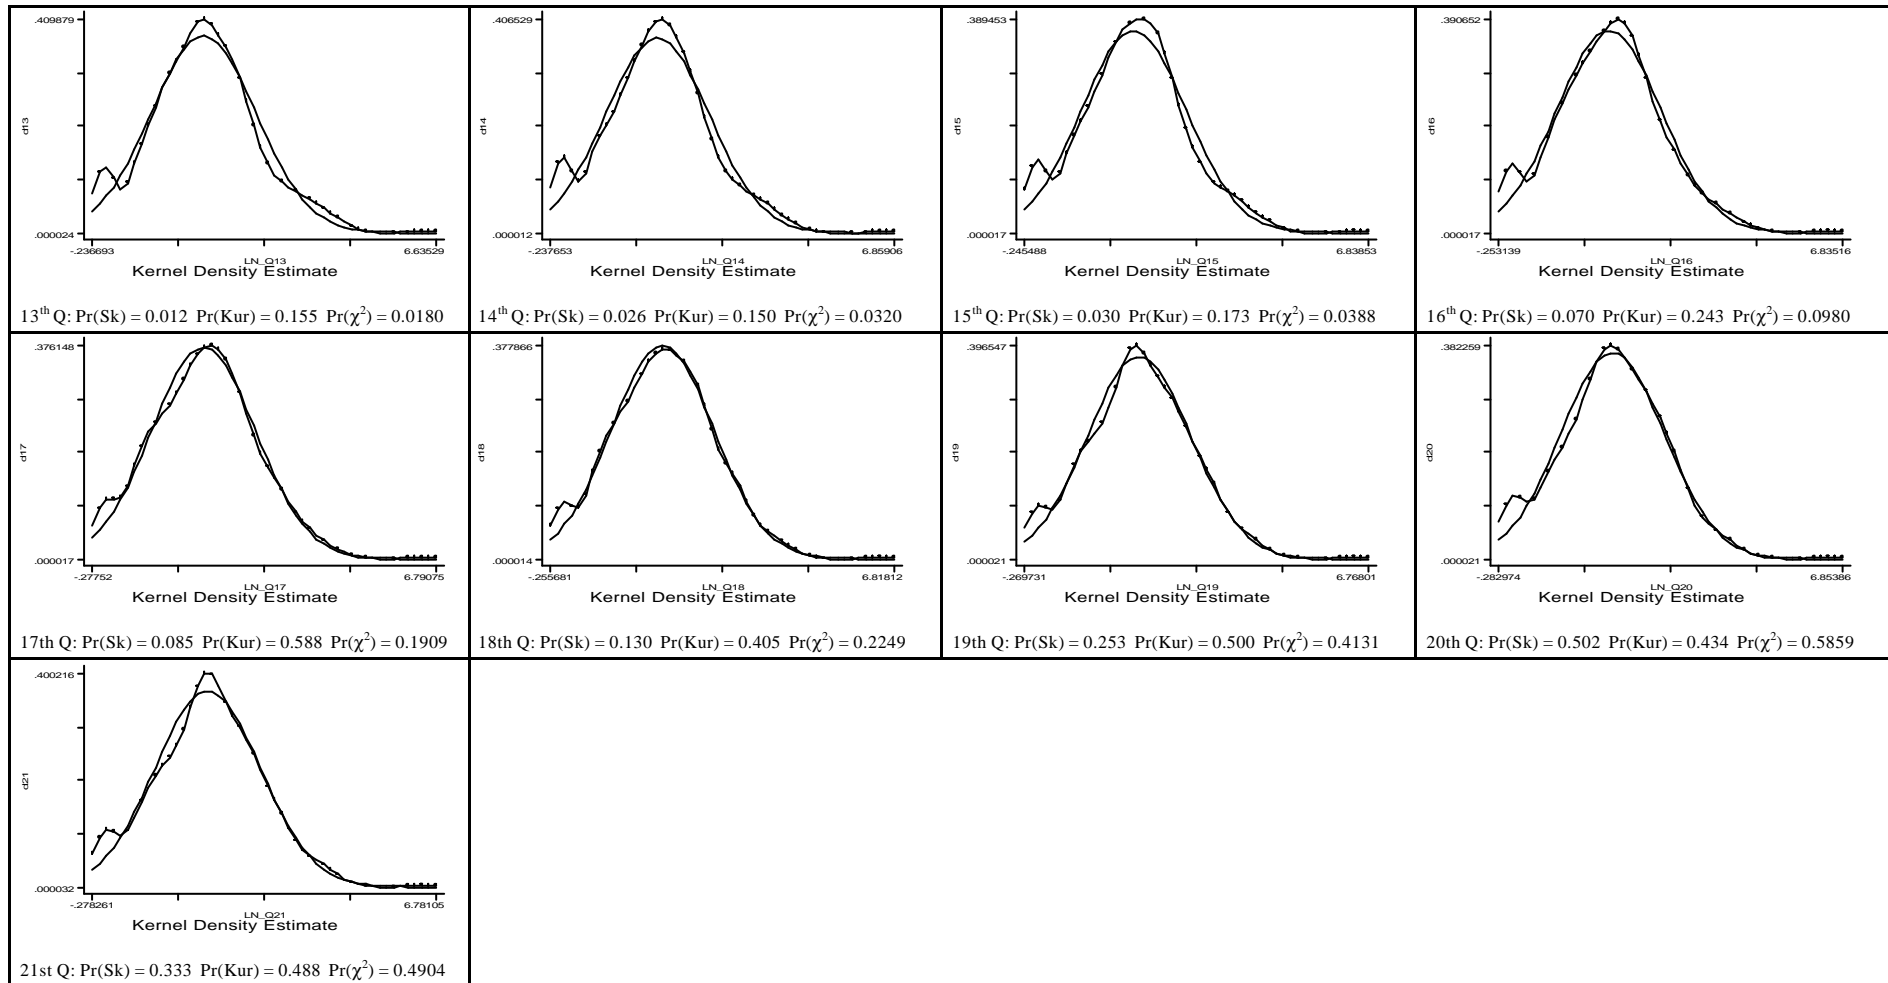 .409879
d13
.000024
-.236693
6.63529
LN_Q13
Kernel Density Estimate
13th Q: Pr(Sk) = 0.012 Pr(Kur) = 0.155 Pr(χ2) = 0.0180
.406529
d14
.000012
-.237653
6.85906
LN_Q14
Kernel Density Estimate
14th Q: Pr(Sk) = 0.026 Pr(Kur) = 0.150 Pr(χ2) = 0.0320
.389453
d15
.000017
-.245488
6.83853
LN_Q15
Kernel Density Estimate
15th Q: Pr(Sk) = 0.030 Pr(Kur) = 0.173 Pr(χ2) = 0.0388
.390652
d16
.000017
-.253139
6.83516
LN_Q16
Kernel Density Estimate
16th Q: Pr(Sk) = 0.070 Pr(Kur) = 0.243 Pr(χ2) = 0.0980
.376148
d17
.000017
-.27752
6.79075
LN_Q17
Kernel Density Estimate
17th Q: Pr(Sk) = 0.085 Pr(Kur) = 0.588 Pr(χ2) = 0.1909
.377866
d18
.000014
-.255681
6.81812
LN_Q18
Kernel Density Estimate
18th Q: Pr(Sk) = 0.130 Pr(Kur) = 0.405 Pr(χ2) = 0.2249
.396547
d19
.000021
-.269731
6.76801
LN_Q19
Kernel Density Estimate
19th Q: Pr(Sk) = 0.253 Pr(Kur) = 0.500 Pr(χ2) = 0.4131
.382259
d20
.000021
-.282974
6.85386
LN_Q20
Kernel Density Estimate
20th Q: Pr(Sk) = 0.502 Pr(Kur) = 0.434 Pr(χ2) = 0.5859
.400216
d21
.000032
-.278261
6.78105
LN_Q21
Kernel Density Estimate
21st Q: Pr(Sk) = 0.333 Pr(Kur) = 0.488 Pr(χ2) = 0.4904